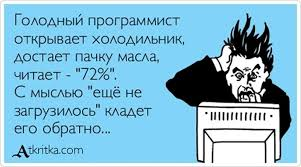 Голодный программист
открывает холодильник,
достает пачку масла,
читает - "72%".
С мыслью "ещё не
загрузилось" кладет
его обратно...
Atkritka.com